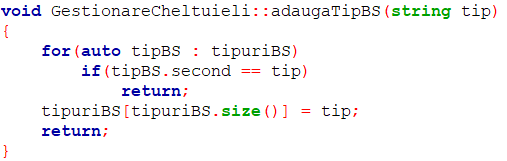 void GestionareCheltuieli::adaugaTipBS(string tip)
{
    for(auto tipBS : tipuriBS)
        if(tipBS.second == tip)
            return;
    tipuriBS[tipuriBS.size()] = tip;
    return;
}